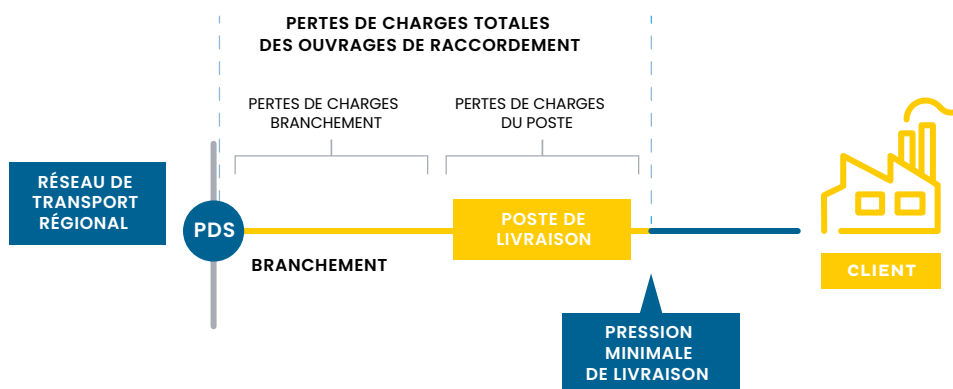 PERTES DE CHARGES TOTALES
DES OUVRAGES DE RACCORDEMENT
PERTES DE CHARGES
BRANCHEMENT
PERTES DE CHARGES
DU POSTE
RÉSEAU DE
TRANSPORT
RÉGIONAL
PDS
BRANCHEMENT
POSTE DE
LIVRAISON
CLIENT
PRESSION
MINIMALE
DE LIVRAISON